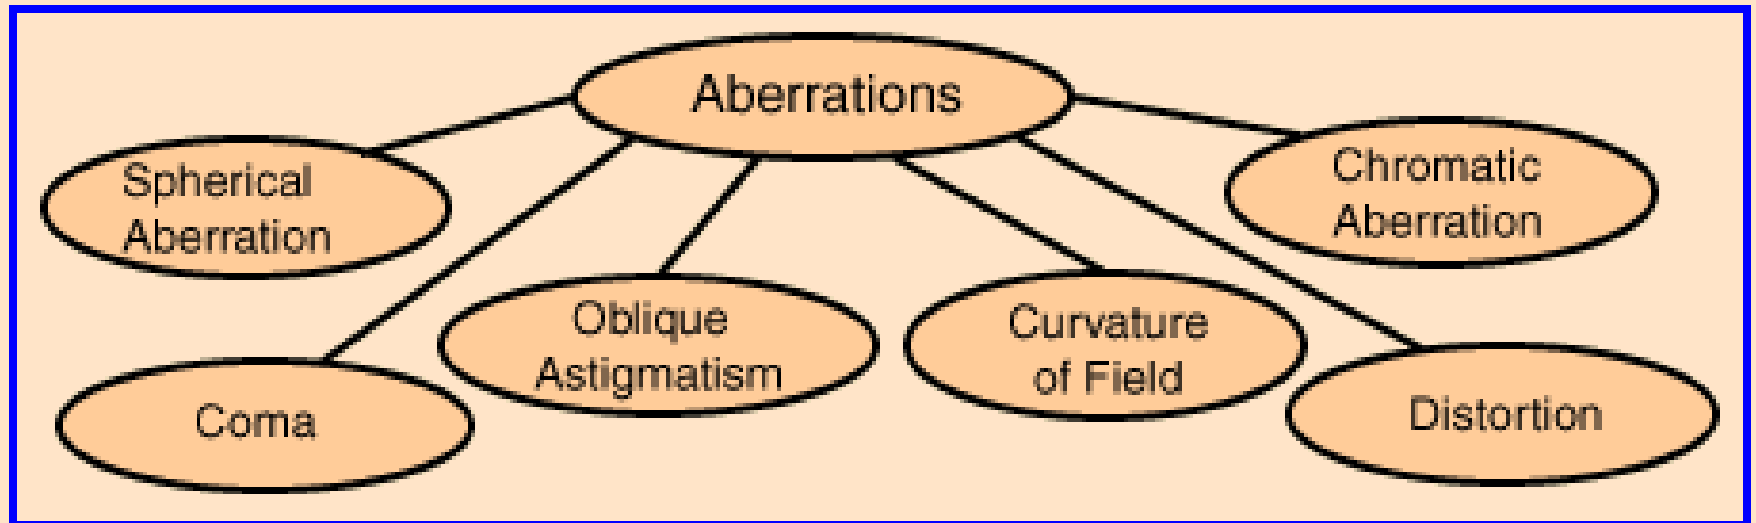 Aberrations
Spherical
Aberration
Chromatic
Aberration
Oblique
Astigmatism
Curvature
of Field
Coma
Distortion